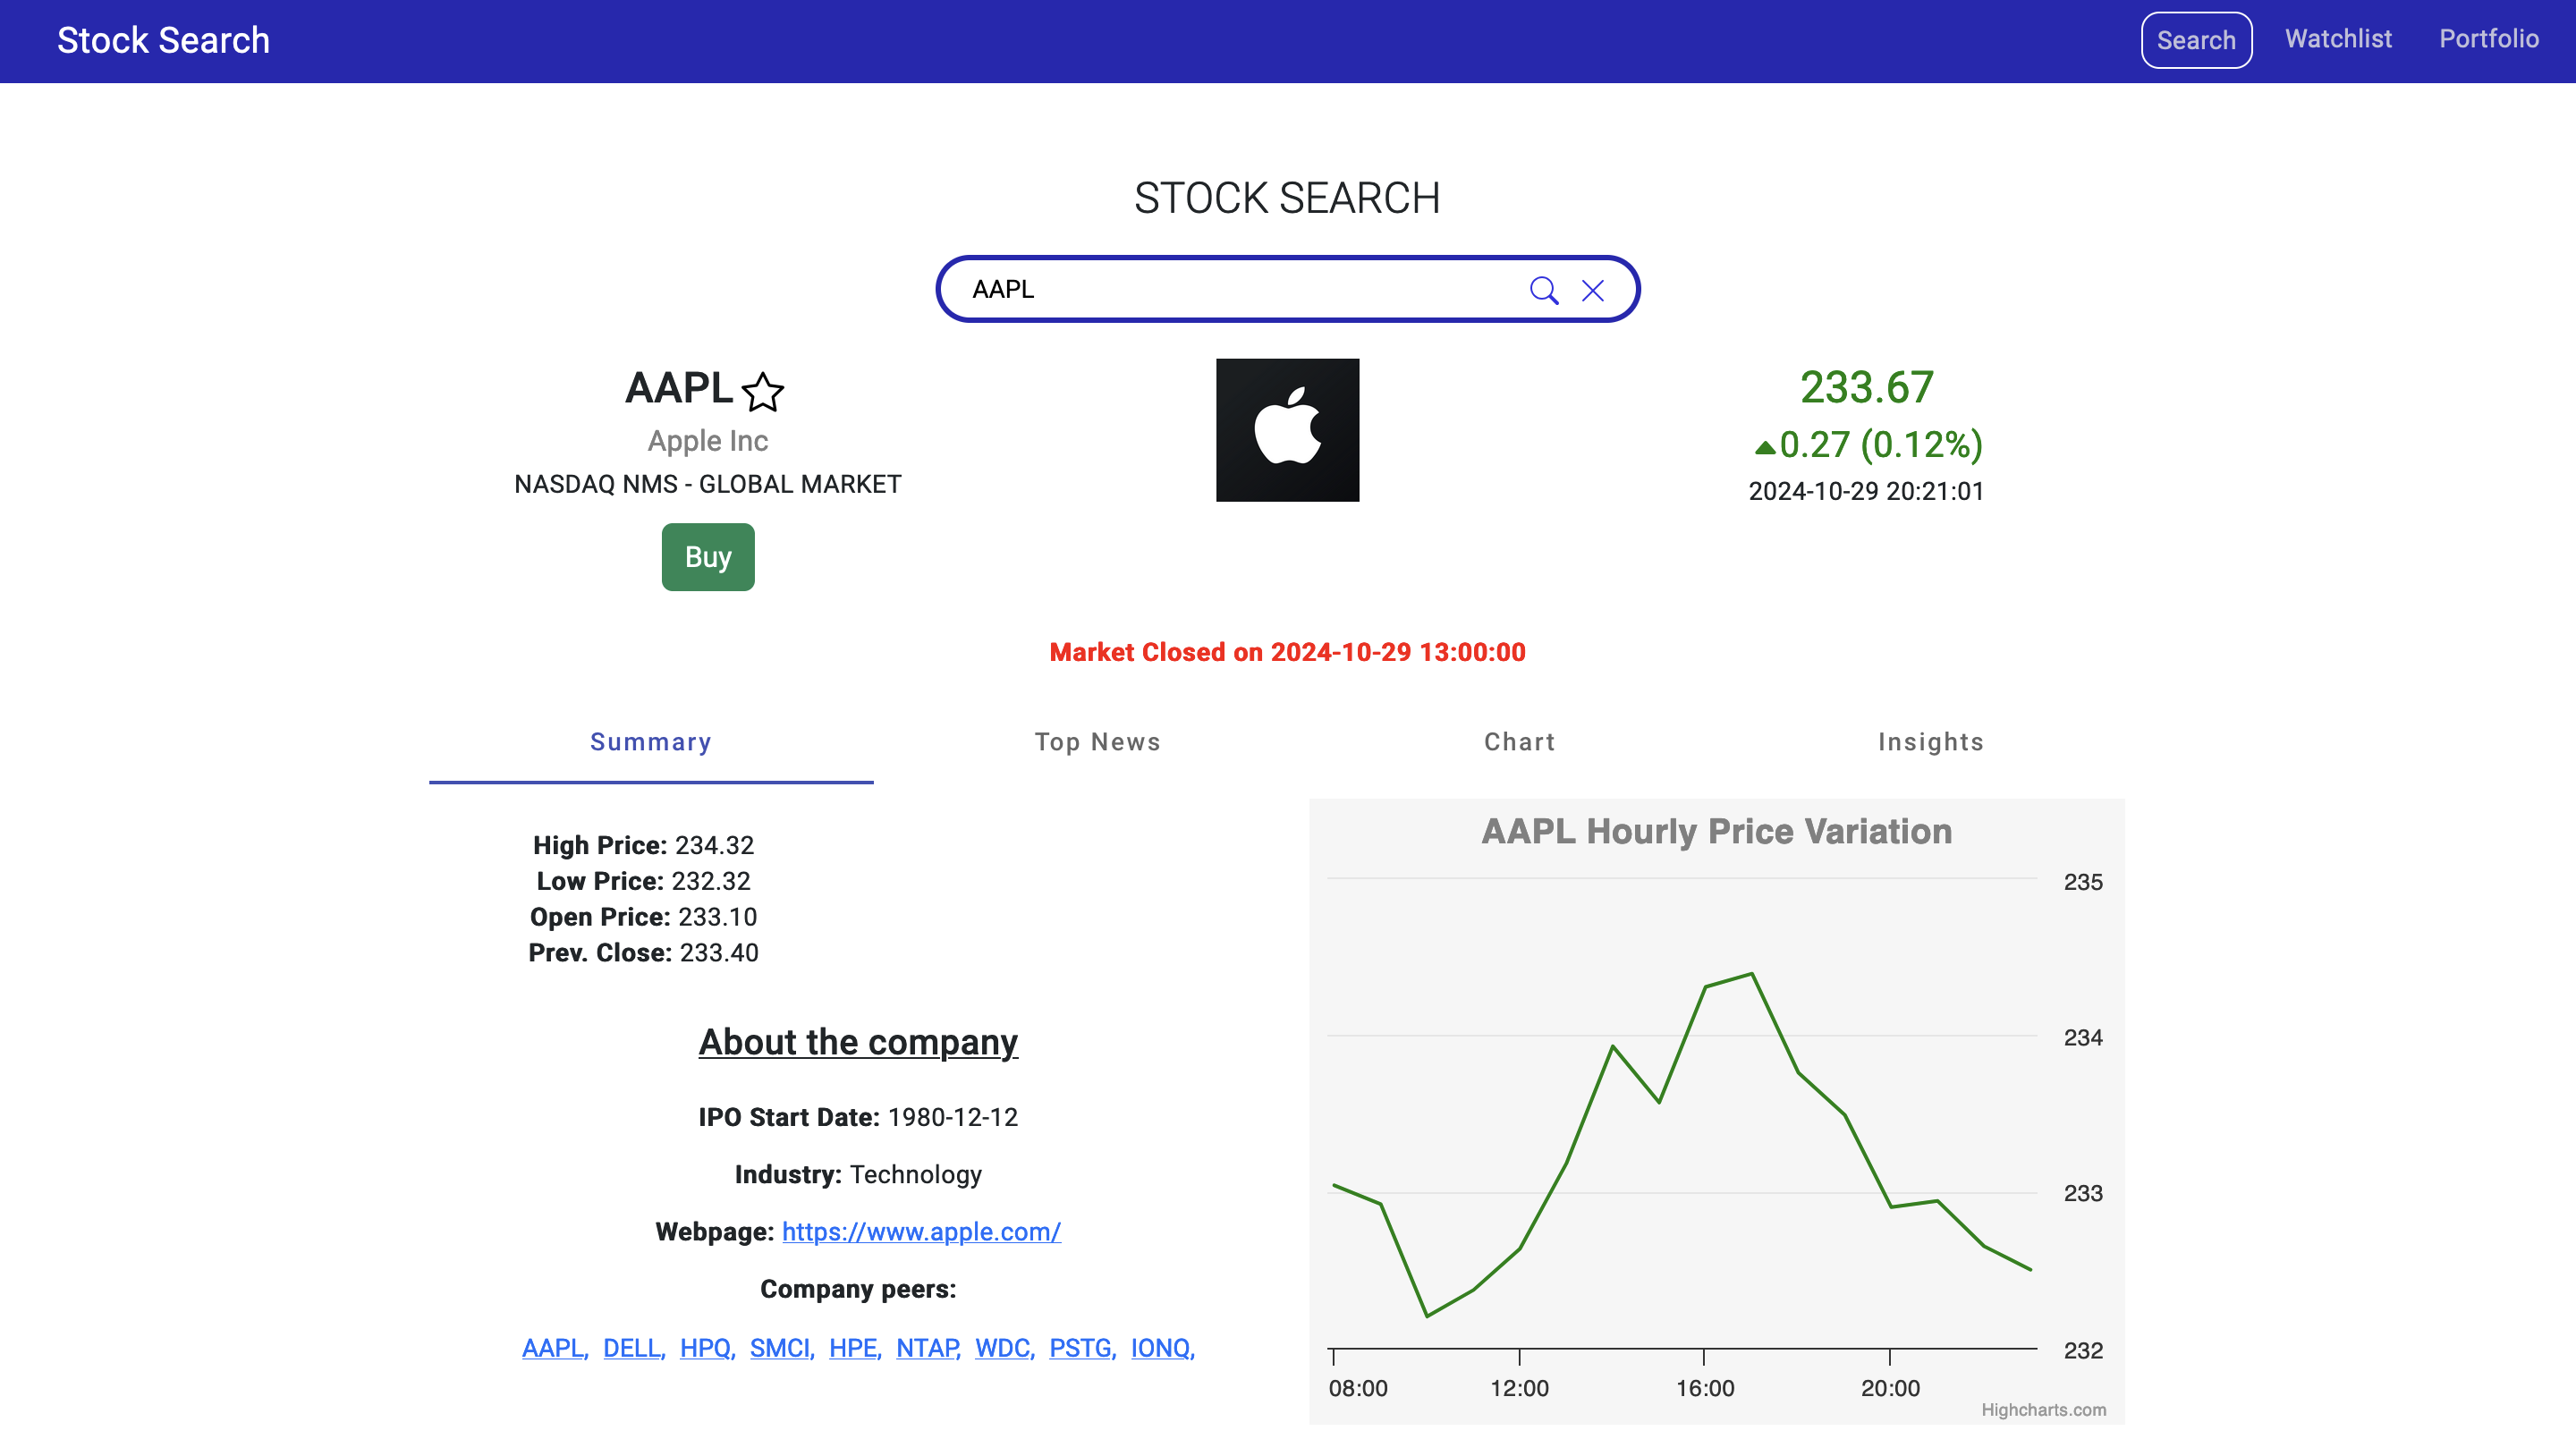 Stock Search
Search Watchlist Portfolio
STOCK SEARCH
AAPL
AAPL
Apple Inc
NASDAQ NMS - GLOBAL MARKET
Buy
233.67
0.27 (0.12%)
2024-10-29 20:21:01
Market Closed on 2024-10-29 13:00:00
Summary Top News Chart Insights
High Price: 234.32
Low Price: 232.32
Open Price: 233.10
Prev. Close: 233.40
About the company
IPO Start Date: 1980-12-12
Industry: Technology
Webpage: https://www.apple.com/
Company peers:
AAPL, DELL, HPQ, SMCI, HPE, NTAP, WDC, PSTG, IONQ,
AAPL Hourly Price Variation
235
234
233
232
08:00 12:00 16:00 20:00
Highcharts.com